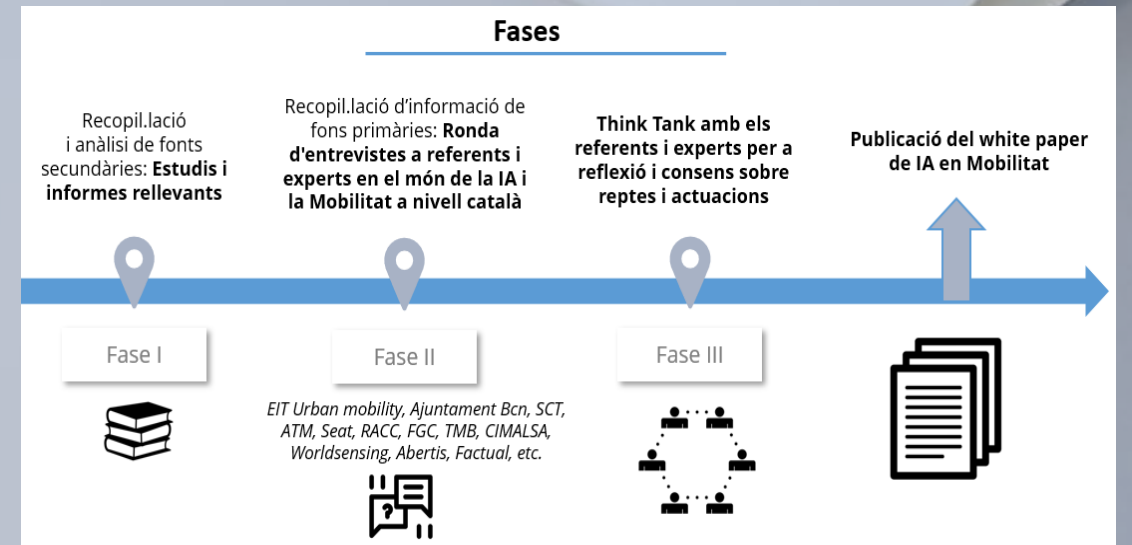 Fases
Recopil.lació
i anàlisi de fonts
secundàries: Estudis i
informes rellevants
Recopil.lació d'informació de
fons primàries: Ronda
d'entrevistes a referents i
experts en el món de la IA i
la Mobilitat a nivell català
Think Tank amb els
referents i experts per a
reflexió i consens sobre
reptes i actuacions
Publicació del white paper
de IA en Mobilitat
Fase I
Fase II
EIT Urban mobility, Ajuntament Bcn, SCT,
ATM, Seat, RACC, FGC, TMB, CIMALSA,
Worldsensing, Abertis, Factual, etc.
?
Fase III